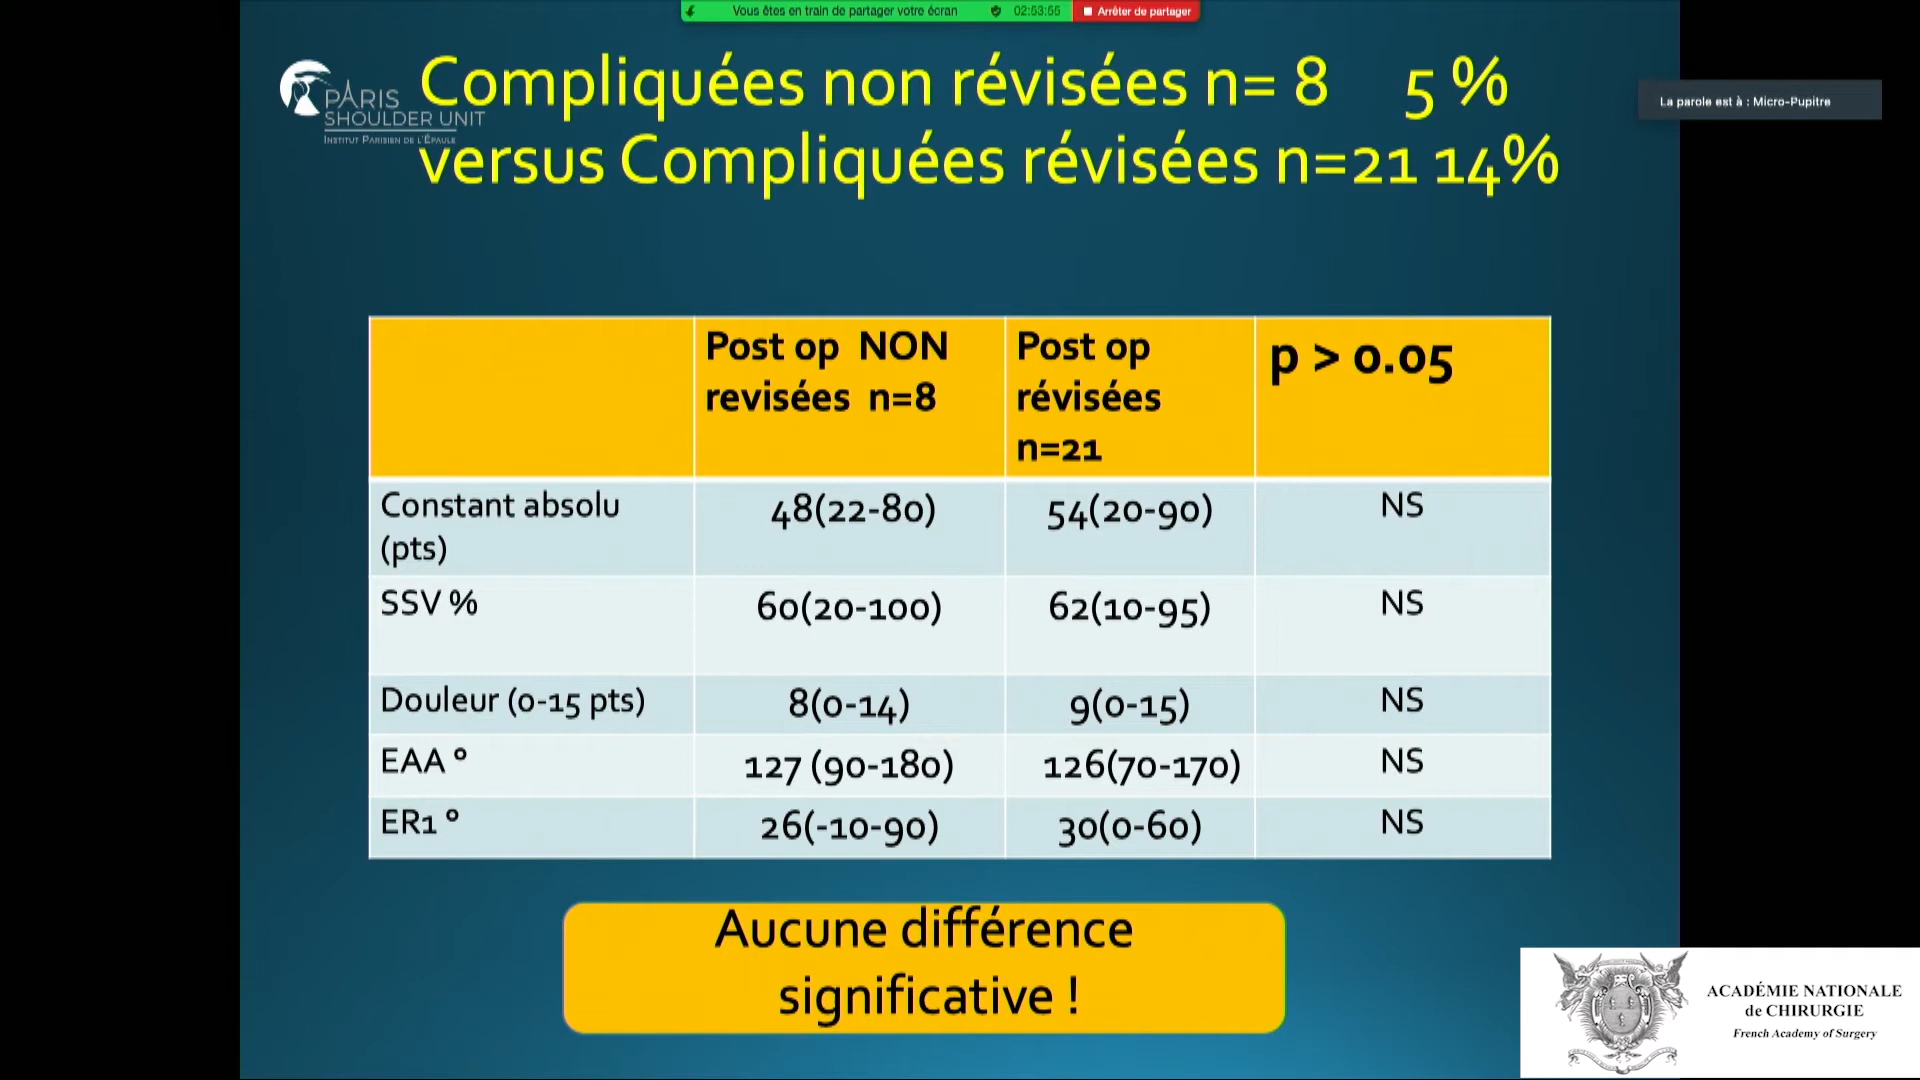 Vous êtes en train de partager votre écran 02:53:55 Arrêter de partager
La parole est à : Micro-Pupitre
PARIS
SHOULDER UNIT
INSTITUT PARISIEN DE L'ÉPAULE
Compliquées non révisées n= 8 5 %
versus Compliquées révisées n=21 14%
Post op NON revisées n=8
Post op révisées n=21
p > 0.05
Constant absolu (pts) 48(22-80) 54(20-90) NS
SSV % 60(20-100) 62(10-95) NS
Douleur (0-15 pts) 8(0-14) 9(0-15) NS
EAA ° 127 (90-180) 126(70-170) NS
ER1 ° 26(-10-90) 30(0-60) NS
Aucune différence
significative !
ACADÉMIE NATIONALE
de CHIRURGIE
French Academy of Surgery